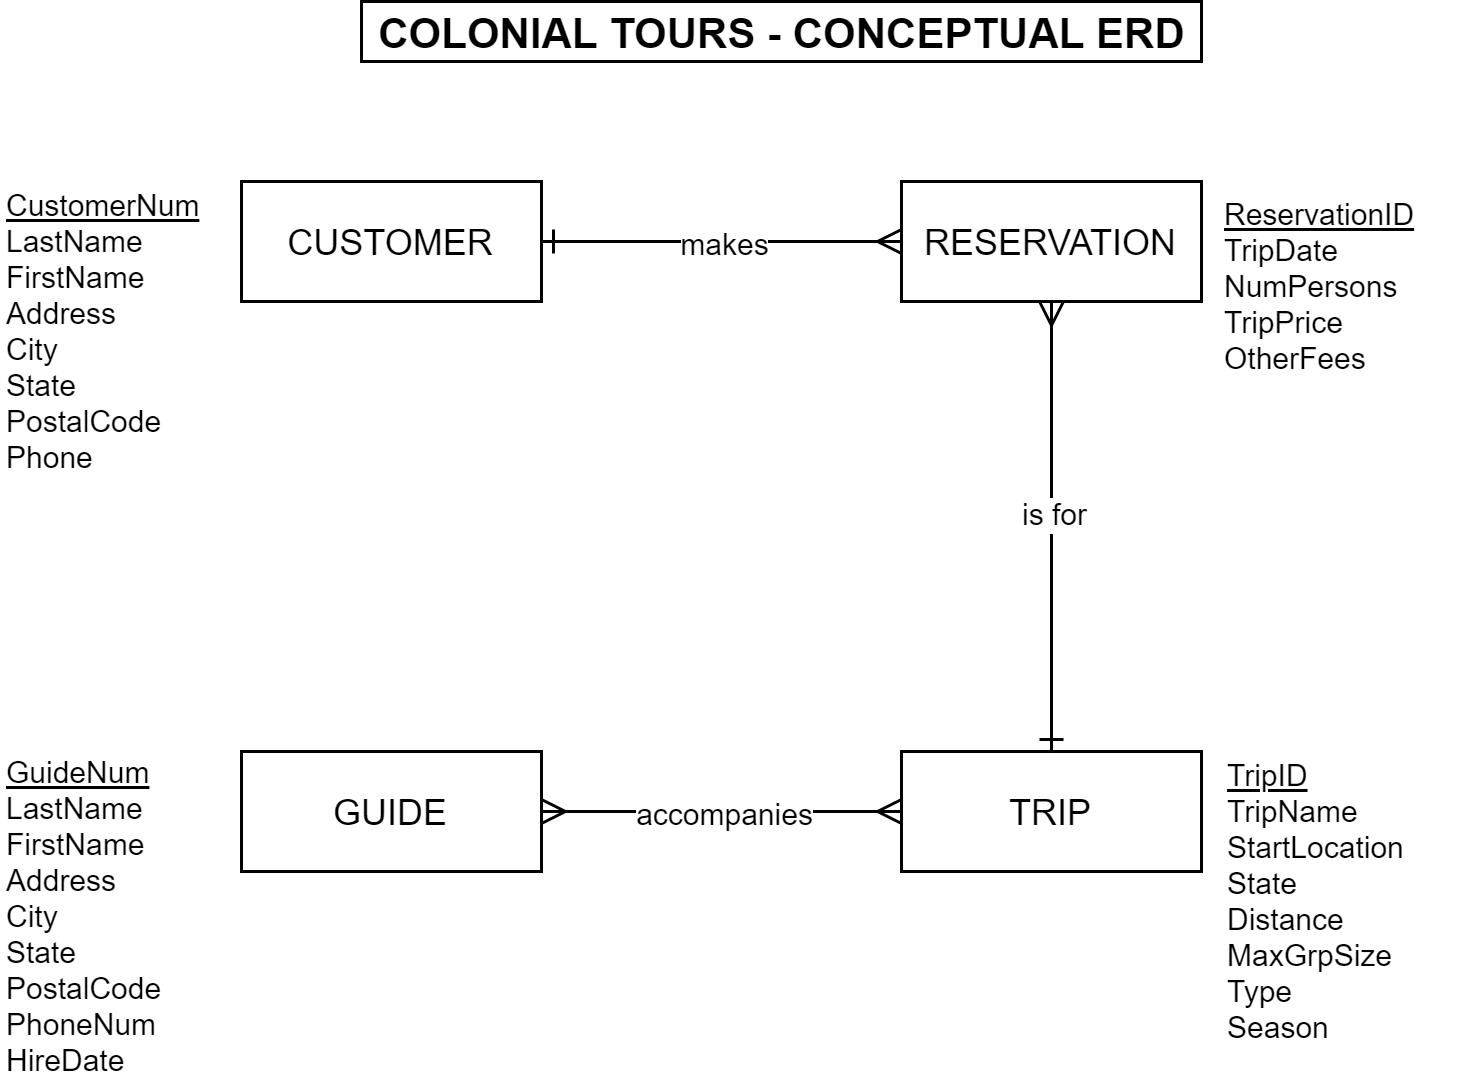 COLONIAL TOURS - CONCEPTUAL ERD
CustomerNum
LastName
FirstName
Address
City
State
PostalCode
Phone
CUSTOMER
makes
RESERVATION
ReservationID
TripDate
NumPersons
TripPrice
OtherFees
is for
GuideNum
LastName
FirstName
Address
City
State
PostalCode
PhoneNum
HireDate
GUIDE
accompanies
TRIP
TripID
TripName
StartLocation
State
Distance
MaxGrpSize
Type
Season